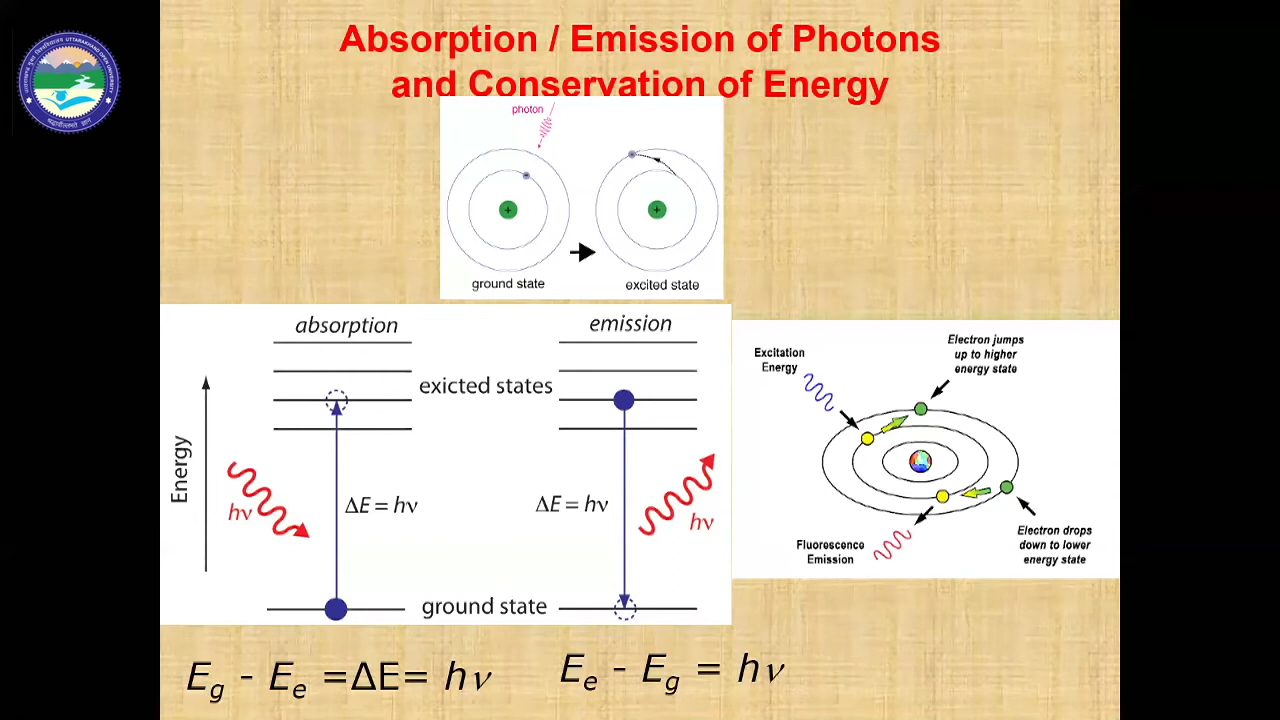 Absorption / Emission of Photons
and Conservation of Energy
photon
ground state
excited state
absorption
emission
exicted states
Energy
hν
ΔE = hν
ΔE = hν
hν
ground state
Excitation
Energy
Electron jumps
up to higher
energy state
Fluorescence
Emission
Electron drops
down to lower
energy state
E_g - E_e =ΔE= hν
E_e - E_g = hν